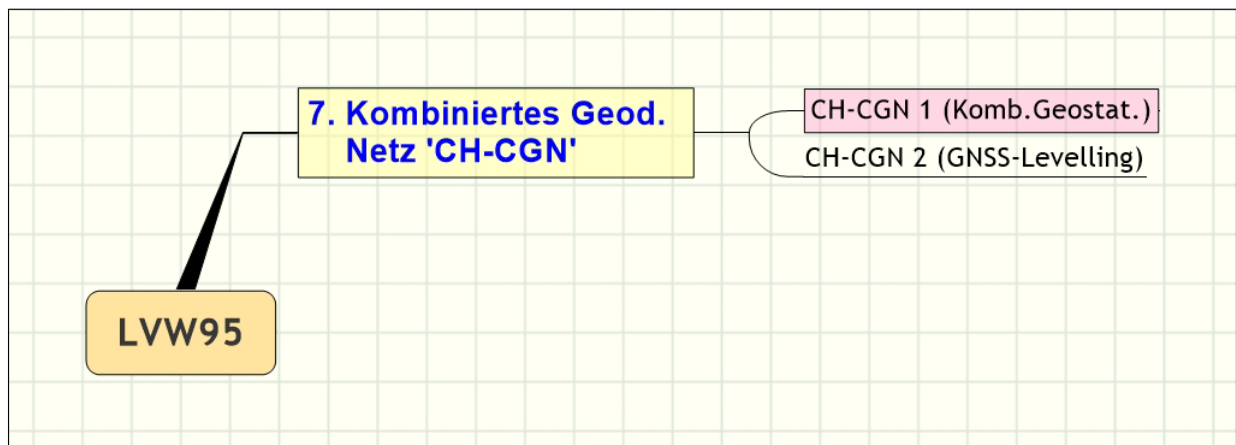 7. Kombiniertes Geod.
Netz 'CH-CGN'
CH-CGN 1 (Komb.Geostat.)
CH-CGN 2 (GNSS-Levelling)
LVW95